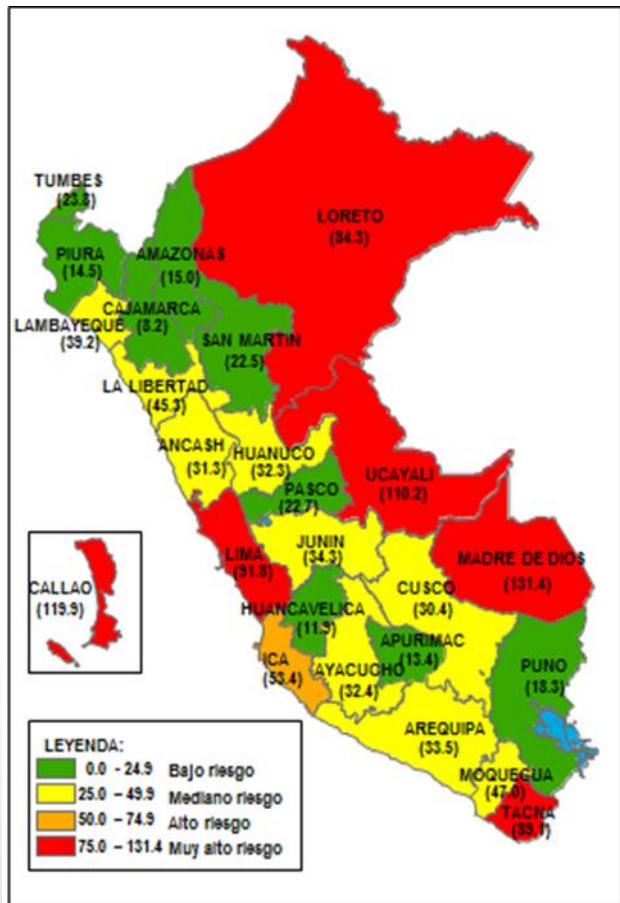 TUMBES
(23.8)
PIURA
(14.5)
AMAZONAS
(15.0)
LORETO
(84.3)
LAMBAYEQUE
(39.2)
CAJAMARCA
(8.2)
SAN MARTIN
(22.5)
LA LIBERTAD
(45.3)
ANCASH
(31.3)
HUANUCO
(32.3)
UCAYALI
(110.2)
PASCO
(22.7)
LIMA
(91.8)
JUNIN
(34.3)
MADRE DE DIOS
(131.4)
CALLAO
(119.9)
CUSCO
(30.4)
HUANCAVELICA
ICA
(53.4)
AYACUCHO
(32.4)
APURIMAC
(13.4)
PUNO
(18.3)
AREQUIPA
(33.5)
MOQUEGUA
(47.0)
TACNA
LEYENDA:
0.0 – 24.9 Bajo riesgo
25.0 – 49.9 Mediano riesgo
50.0 – 74.9 Alto riesgo
75.0 – 131.4 Muy alto riesgo